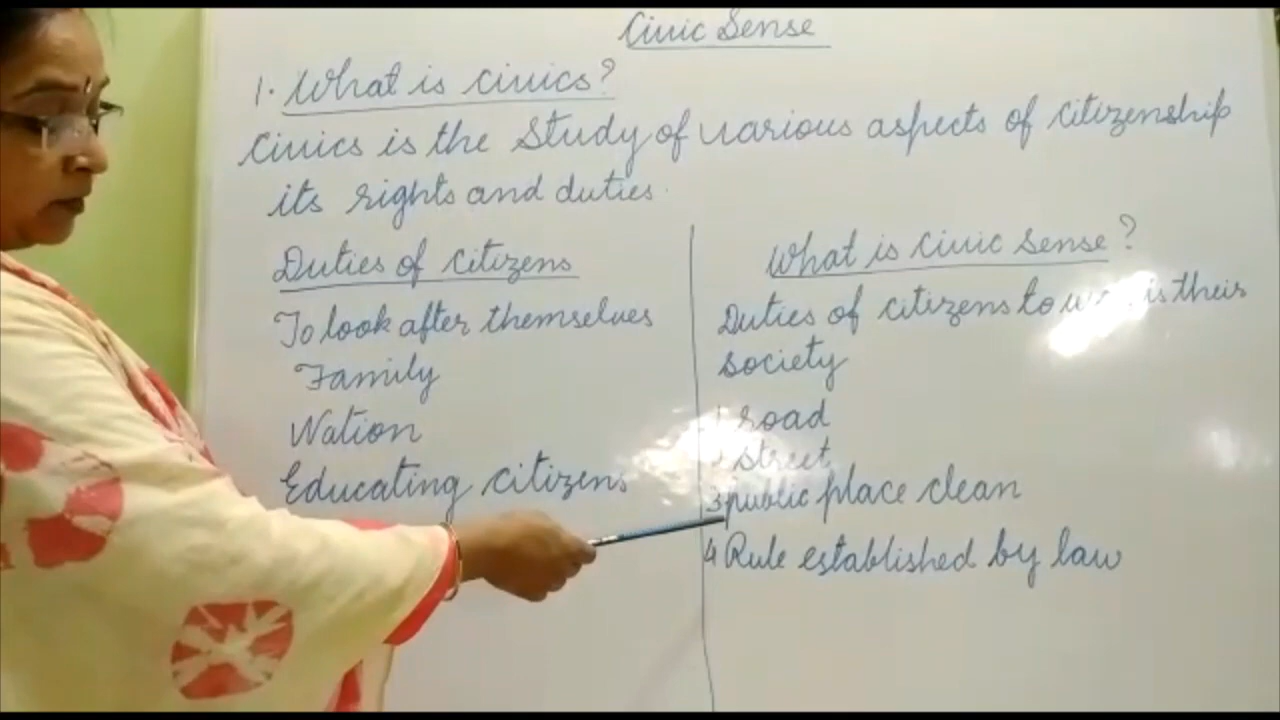 Civic Sense
1. What is civics?
Civics is the Study of various aspects of citizenship
its rights and duties.
Duties of citizens
To look after themselves
Family
Nation
Educating citizens
What is Civic Sense?
Duties of citizens to their
society
road
street
3 public place clean
4 Rule established by law